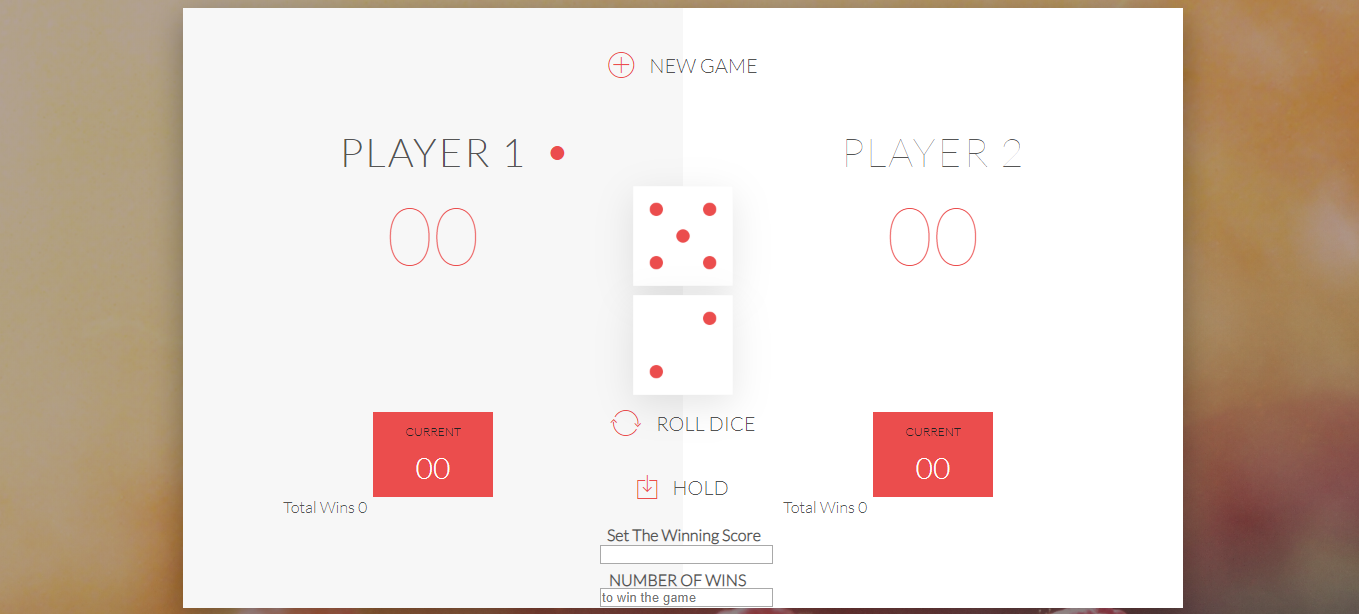 NEW GAME
PLAYER 1
PLAYER 2
00
00
CURRENT
00
CURRENT
00
ROLL DICE
HOLD
Total Wins 0
Total Wins 0
Set The Winning Score
NUMBER OF WINS
to win the game